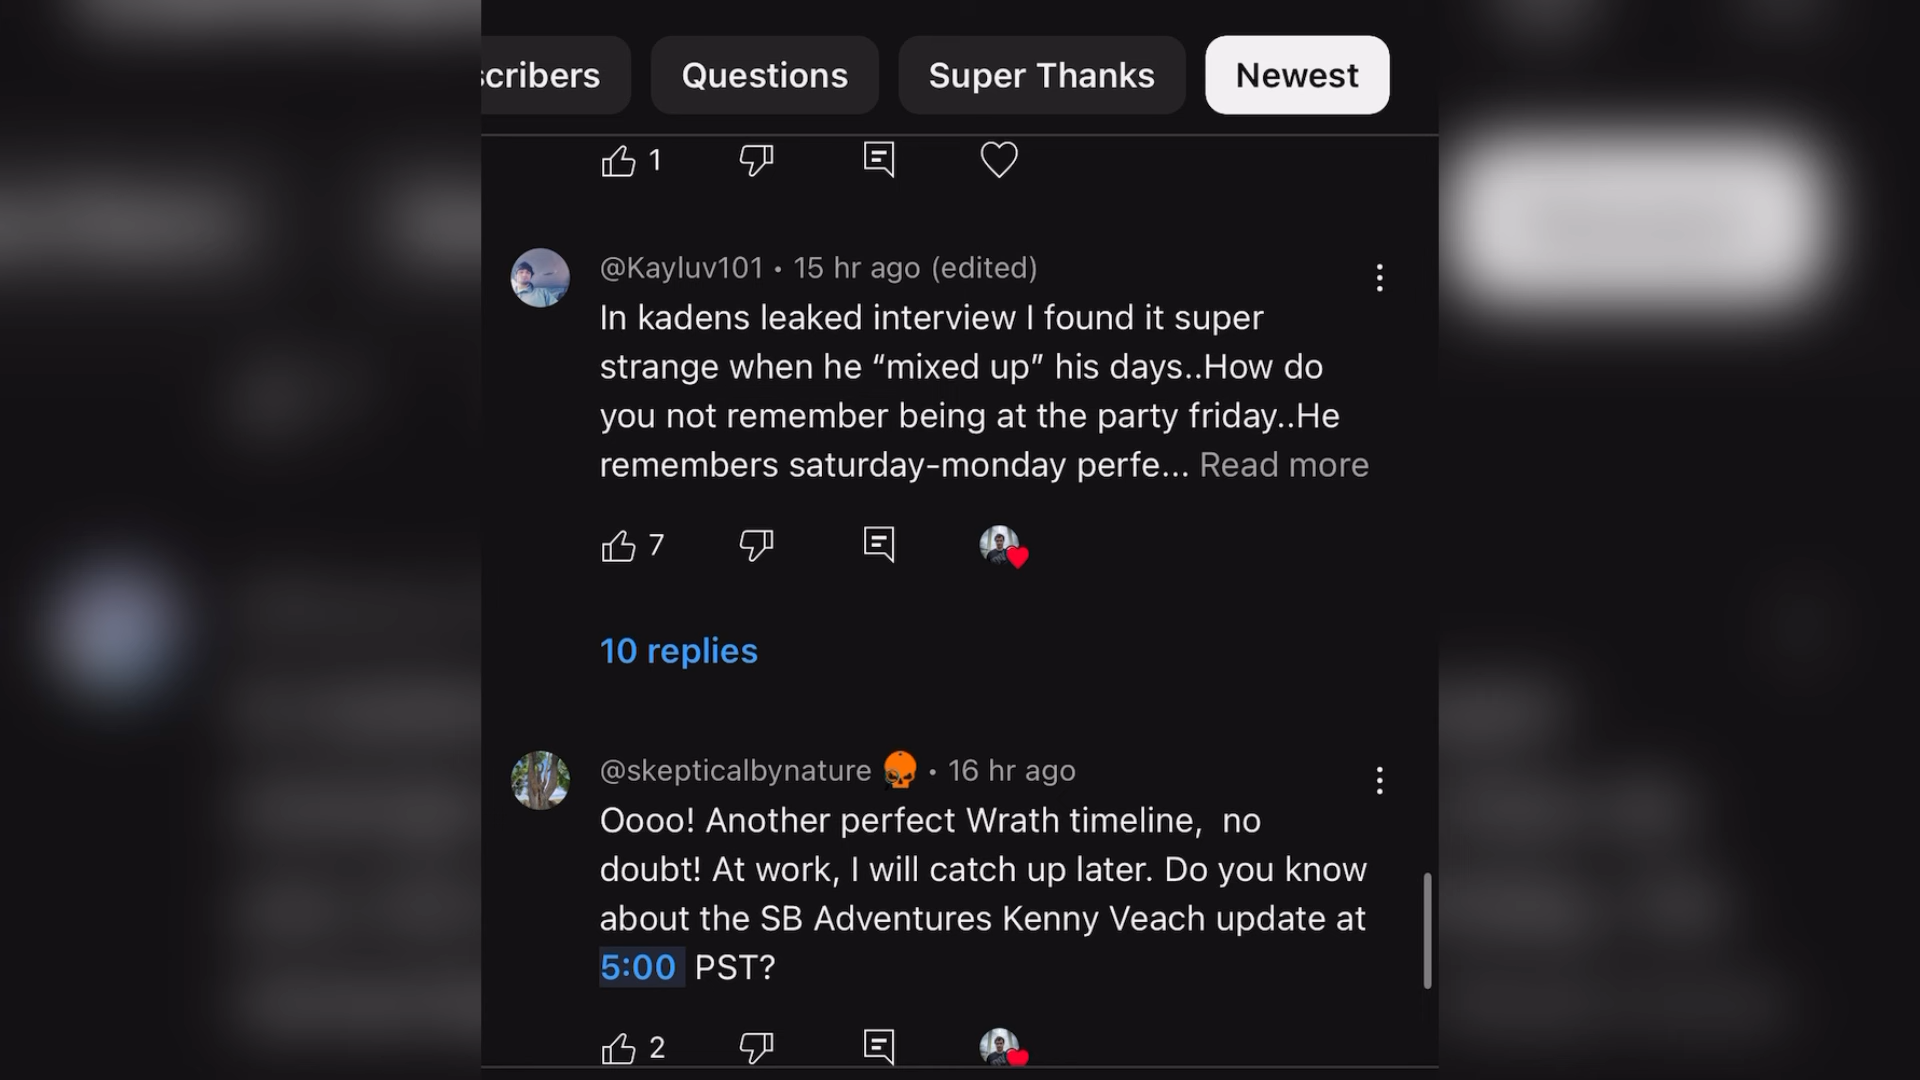 scribers Questions Super Thanks Newest
1
@Kayluv101 • 15 hr ago (edited)
In kadens leaked interview I found it super
strange when he “mixed up” his days..How do
you not remember being at the party friday..He
remembers saturday-monday perfe... Read more
7
10 replies
@skepticalbynature • 16 hr ago
Oooo! Another perfect Wrath timeline,  no
doubt! At work, I will catch up later. Do you know
about the SB Adventures Kenny Veach update at
5:00 PST?
2